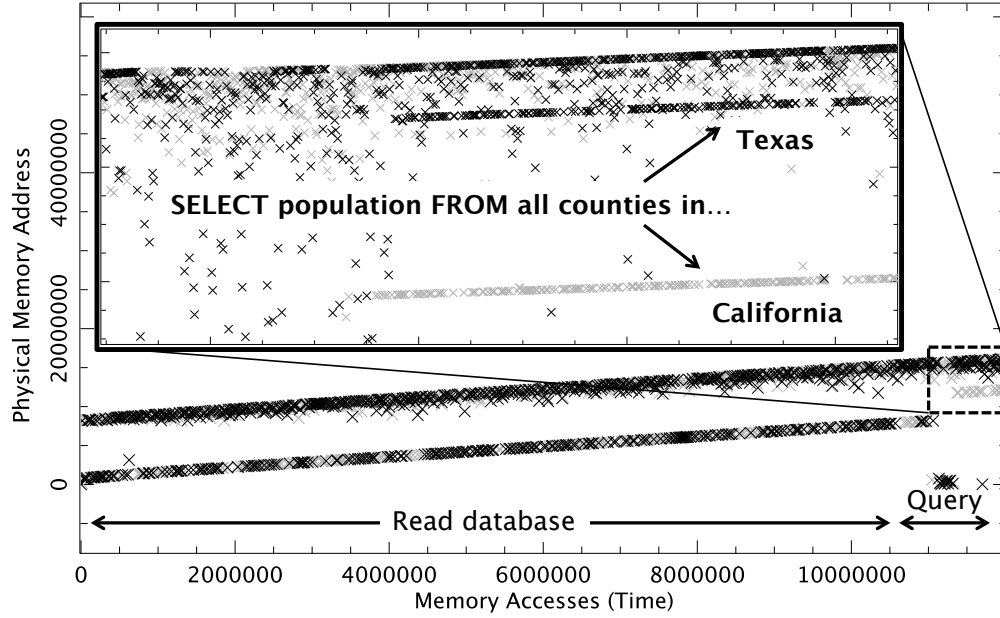 Physical Memory Address
40000000
20000000
0
Texas
SELECT population FROM all counties in...
California
Read database
Query
0 2000000 4000000 6000000 8000000 10000000
Memory Accesses (Time)